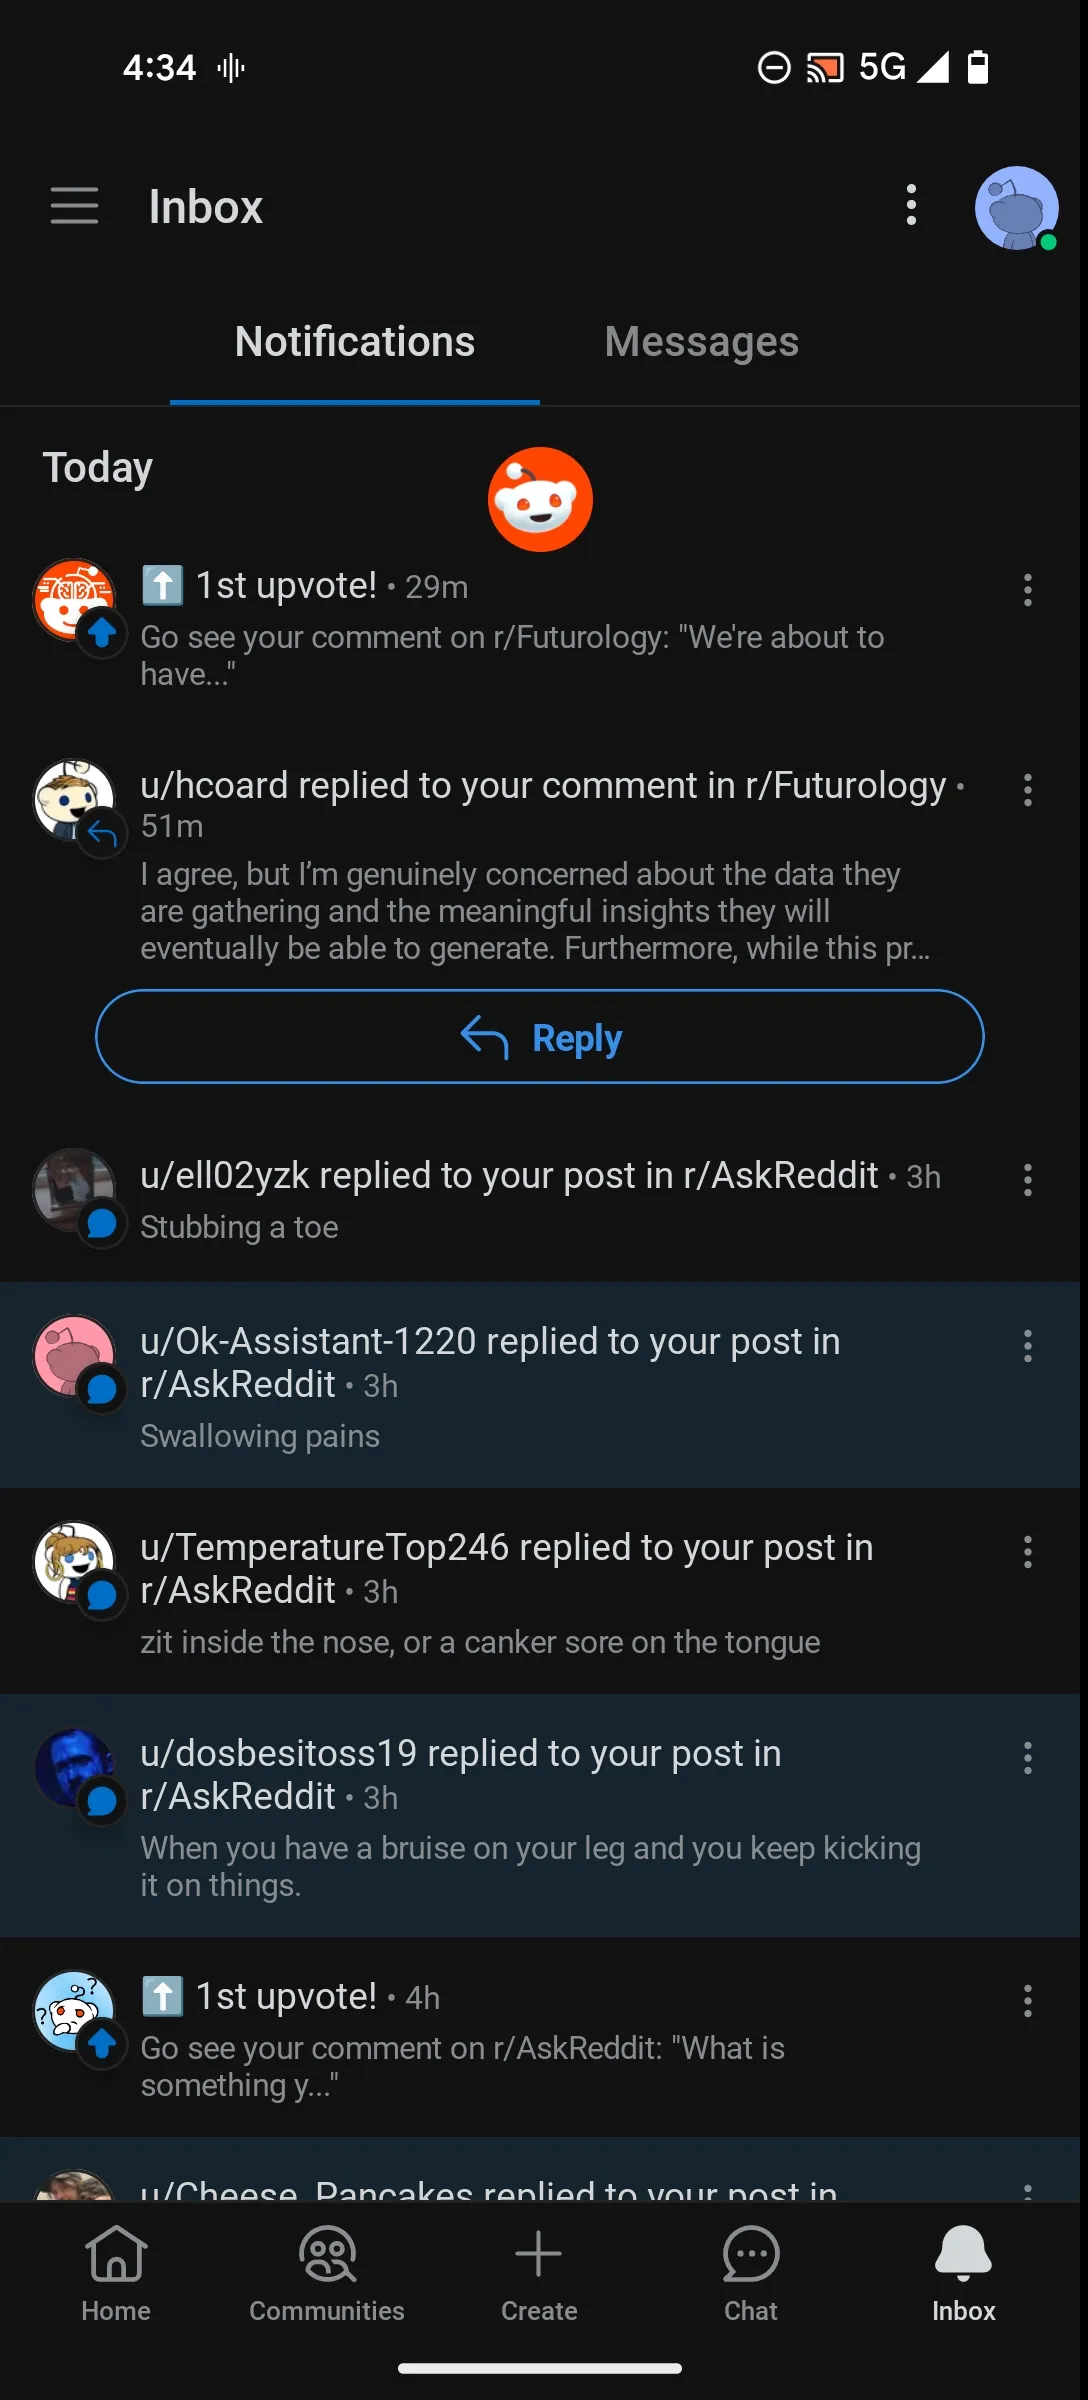 4:34
5G
Inbox
Notifications
Messages
Today
⬆️ 1st upvote! • 29m
Go see your comment on r/Futurology: "We're about to
have..."
u/hcoard replied to your comment in r/Futurology •
51m
I agree, but I’m genuinely concerned about the data they
are gathering and the meaningful insights they will
eventually be able to generate. Furthermore, while this pr...
Reply
u/ell02yzk replied to your post in r/AskReddit • 3h
Stubbing a toe
u/Ok-Assistant-1220 replied to your post in
r/AskReddit • 3h
Swallowing pains
u/TemperatureTop246 replied to your post in
r/AskReddit • 3h
zit inside the nose, or a canker sore on the tongue
u/dosbesitoss19 replied to your post in
r/AskReddit • 3h
When you have a bruise on your leg and you keep kicking
it on things.
⬆️ 1st upvote! • 4h
Go see your comment on r/AskReddit: "What is
something y..."
u/Cheese_Pancakes replied to your post in
Home
Communities
Create
Chat
Inbox